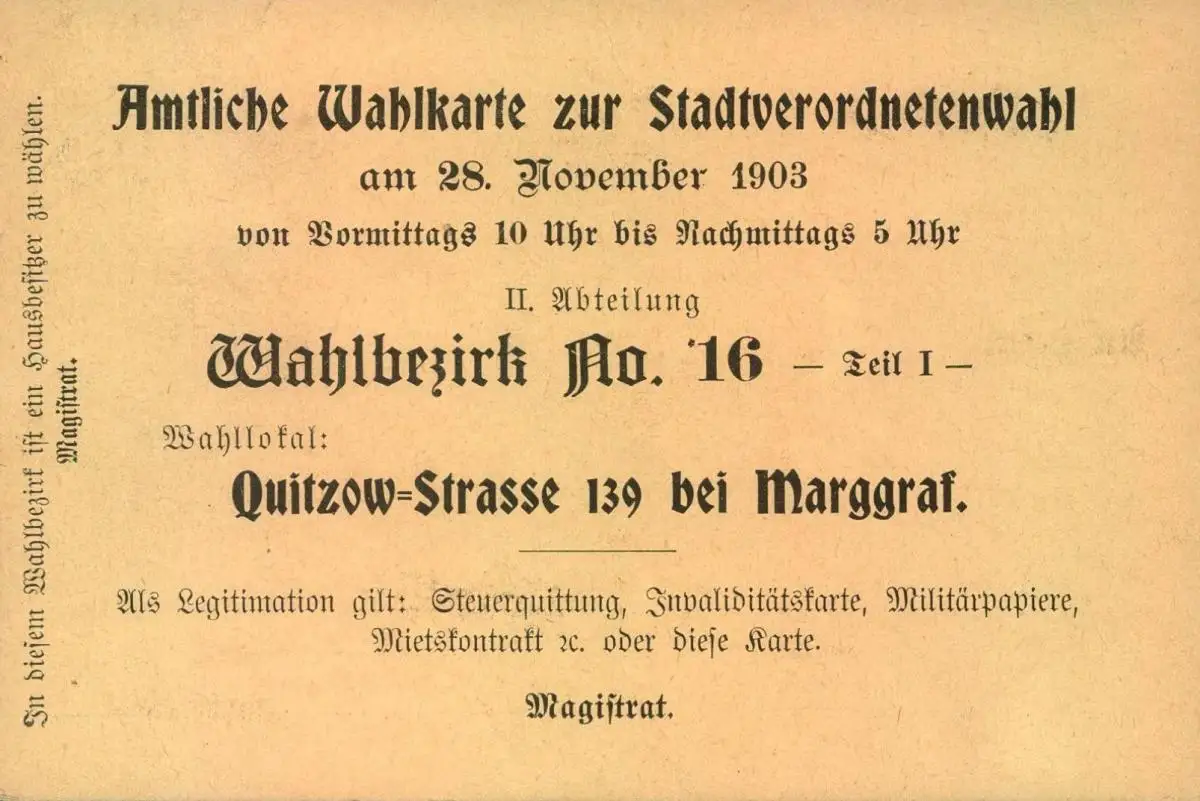 Amtliche Wahlkarte zur Stadtverordnetenwahl
am 28. November 1903
von Vormittags 10 Uhr bis Nachmittags 5 Uhr
II. Abteilung
Wahlbezirk No. 16 — Teil I —
Wahllokal:
Quitzow=Strasse 139 bei Marggraf.
Als Legitimation gilt: Steuerquittung, Invaliditätskarte, Militärpapiere,
Mietskontrakt ꝛc. oder dieſe Karte.
Magiſtrat.
In dieſem Wahlbezirk iſt ein Hausbeſitzer zu wählen.
Magiſtrat.